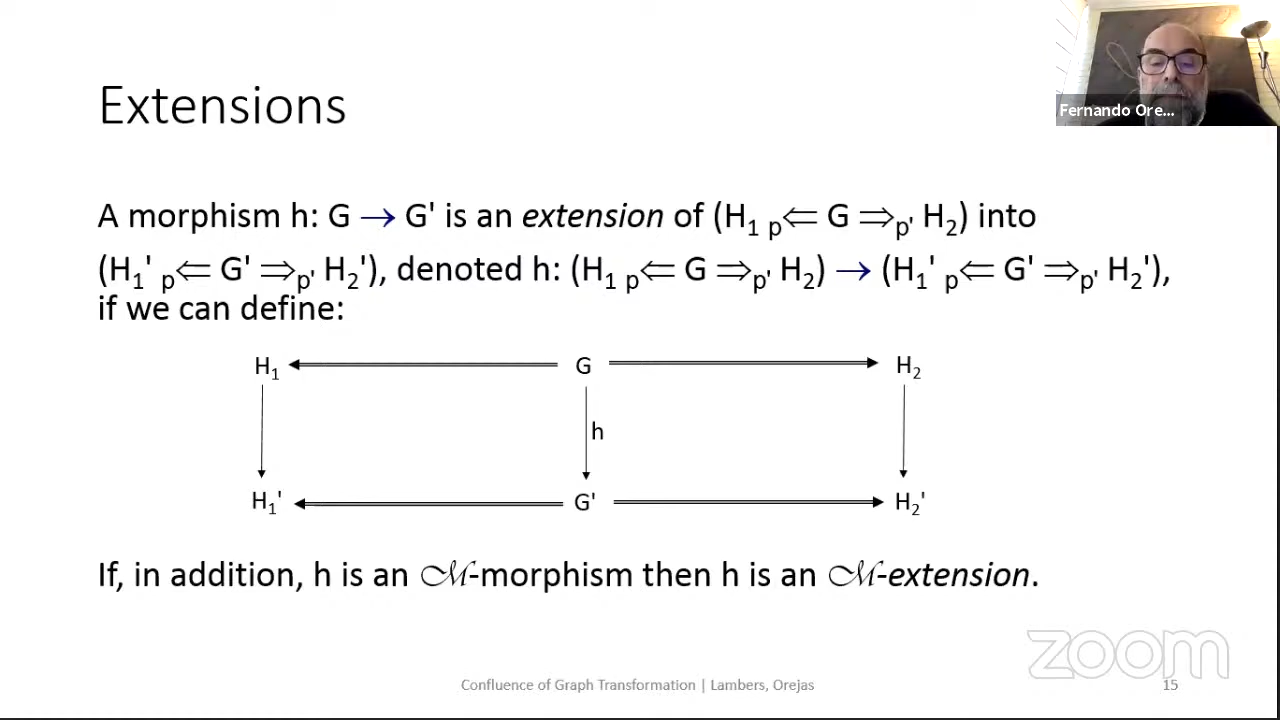 Extensions
Fernando Ore...
A morphism h: G → G' is an extension of (H₁ p⇐ G ⇒p' H₂) into
(H₁' p⇐ G' ⇒p' H₂'), denoted h: (H₁ p⇐ G ⇒p' H₂) → (H₁' p⇐ G' ⇒p' H₂'),
if we can define:
H₁ G H₂
h
H₁' G' H₂'
If, in addition, h is an ℳ-morphism then h is an ℳ-extension.
zoom
Confluence of Graph Transformation | Lambers, Orejas 15